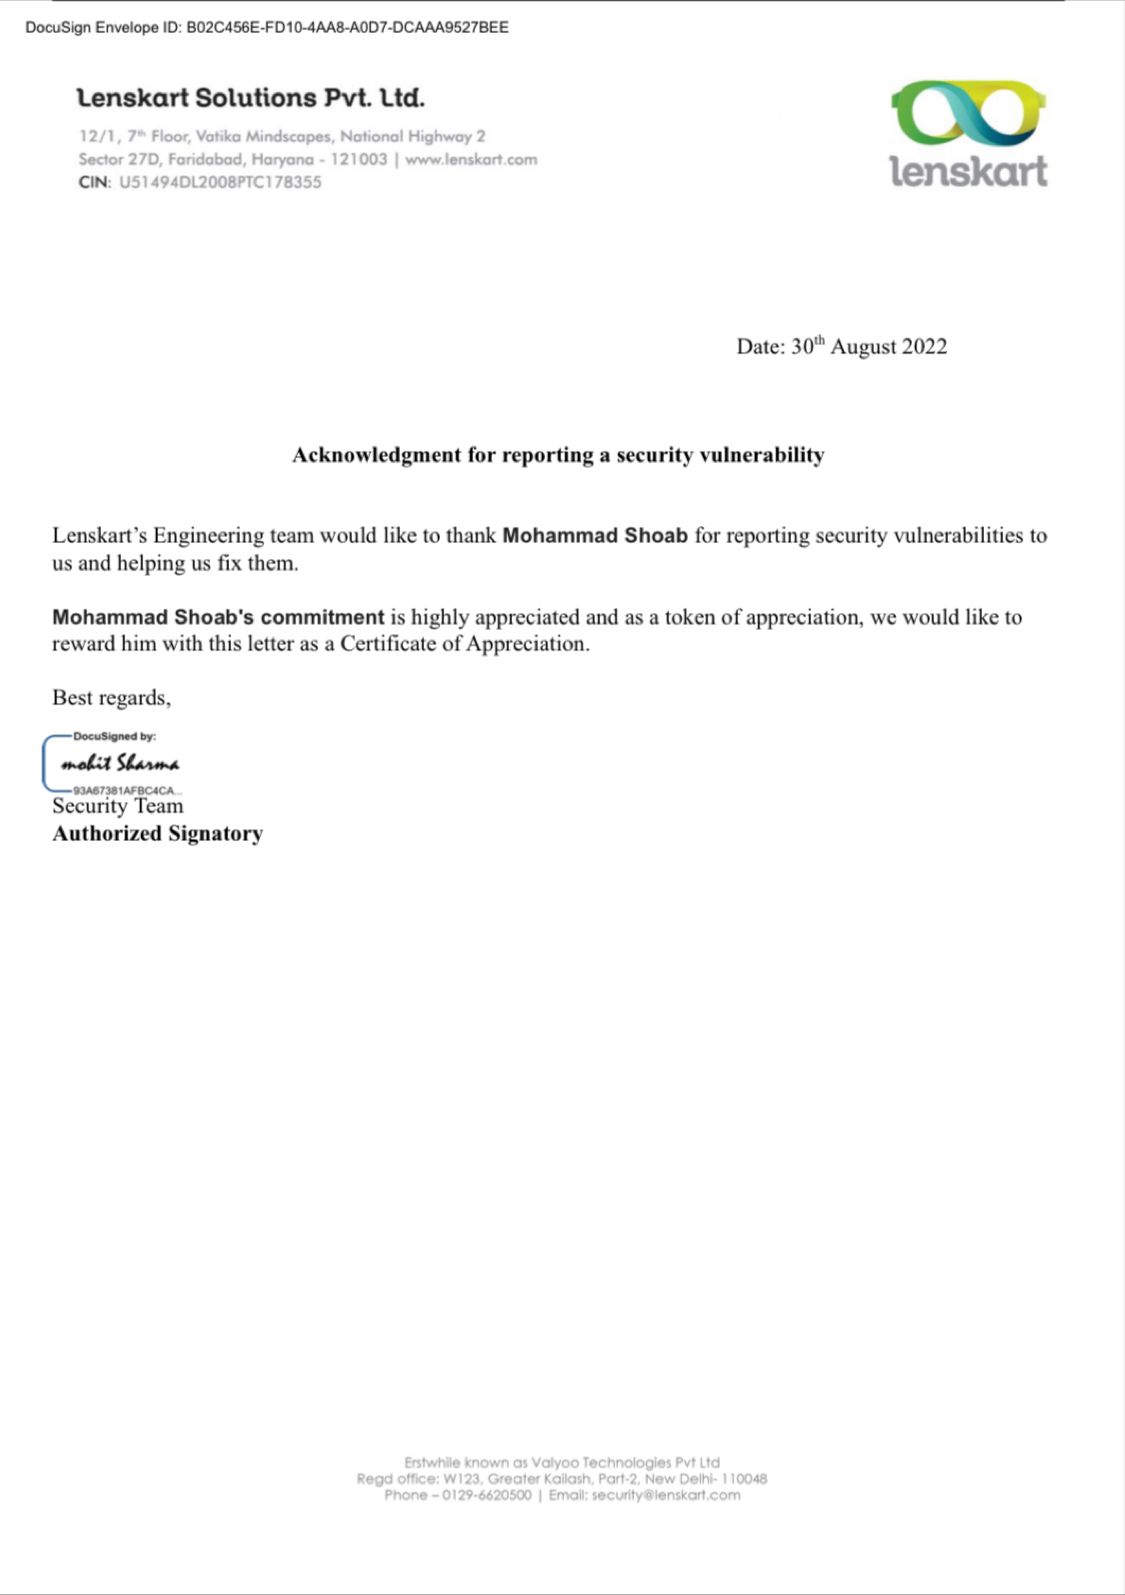 DocuSign Envelope ID: B02C456E-FD10-4AA8-A0D7-DCAAA9527BEE
Lenskart Solutions Pvt. Ltd.
12/1, 7th Floor, Vatika Mindscapes, National Highway 2
Sector 27D, Faridabad, Haryana - 121003 | www.lenskart.com
CIN: U51494DL2008PTC178355
lenskart
Date: 30th August 2022
Acknowledgment for reporting a security vulnerability
Lenskart’s Engineering team would like to thank Mohammad Shoab for reporting security vulnerabilities to
us and helping us fix them.
Mohammad Shoab's commitment is highly appreciated and as a token of appreciation, we would like to
reward him with this letter as a Certificate of Appreciation.
Best regards,
DocuSigned by:
mohit Sharma
93A67381AFBC4CA...
Security Team
Authorized Signatory
Erstwhile known as Valyoo Technologies Pvt Ltd
Regd office: W123, Greater Kailash, Part-2, New Delhi- 110048
Phone – 0129-6620500 | Email: security@lenskart.com